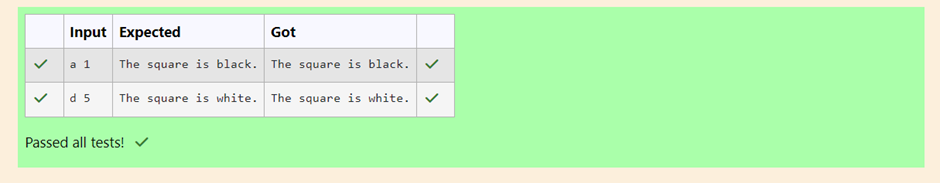 Input Expected Got
a 1 The square is black. The square is black.
d 5 The square is white. The square is white.
Passed all tests!